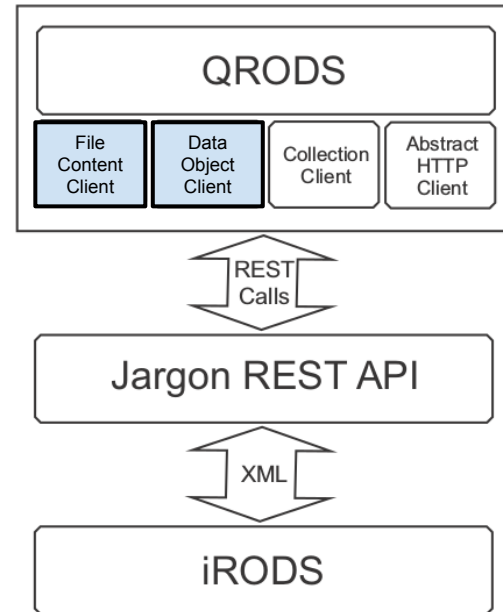 QRODS
File
Content
Client
Data
Object
Client
Collection
Client
Abstract
HTTP
Client
REST
Calls
Jargon REST API
XML
iRODS